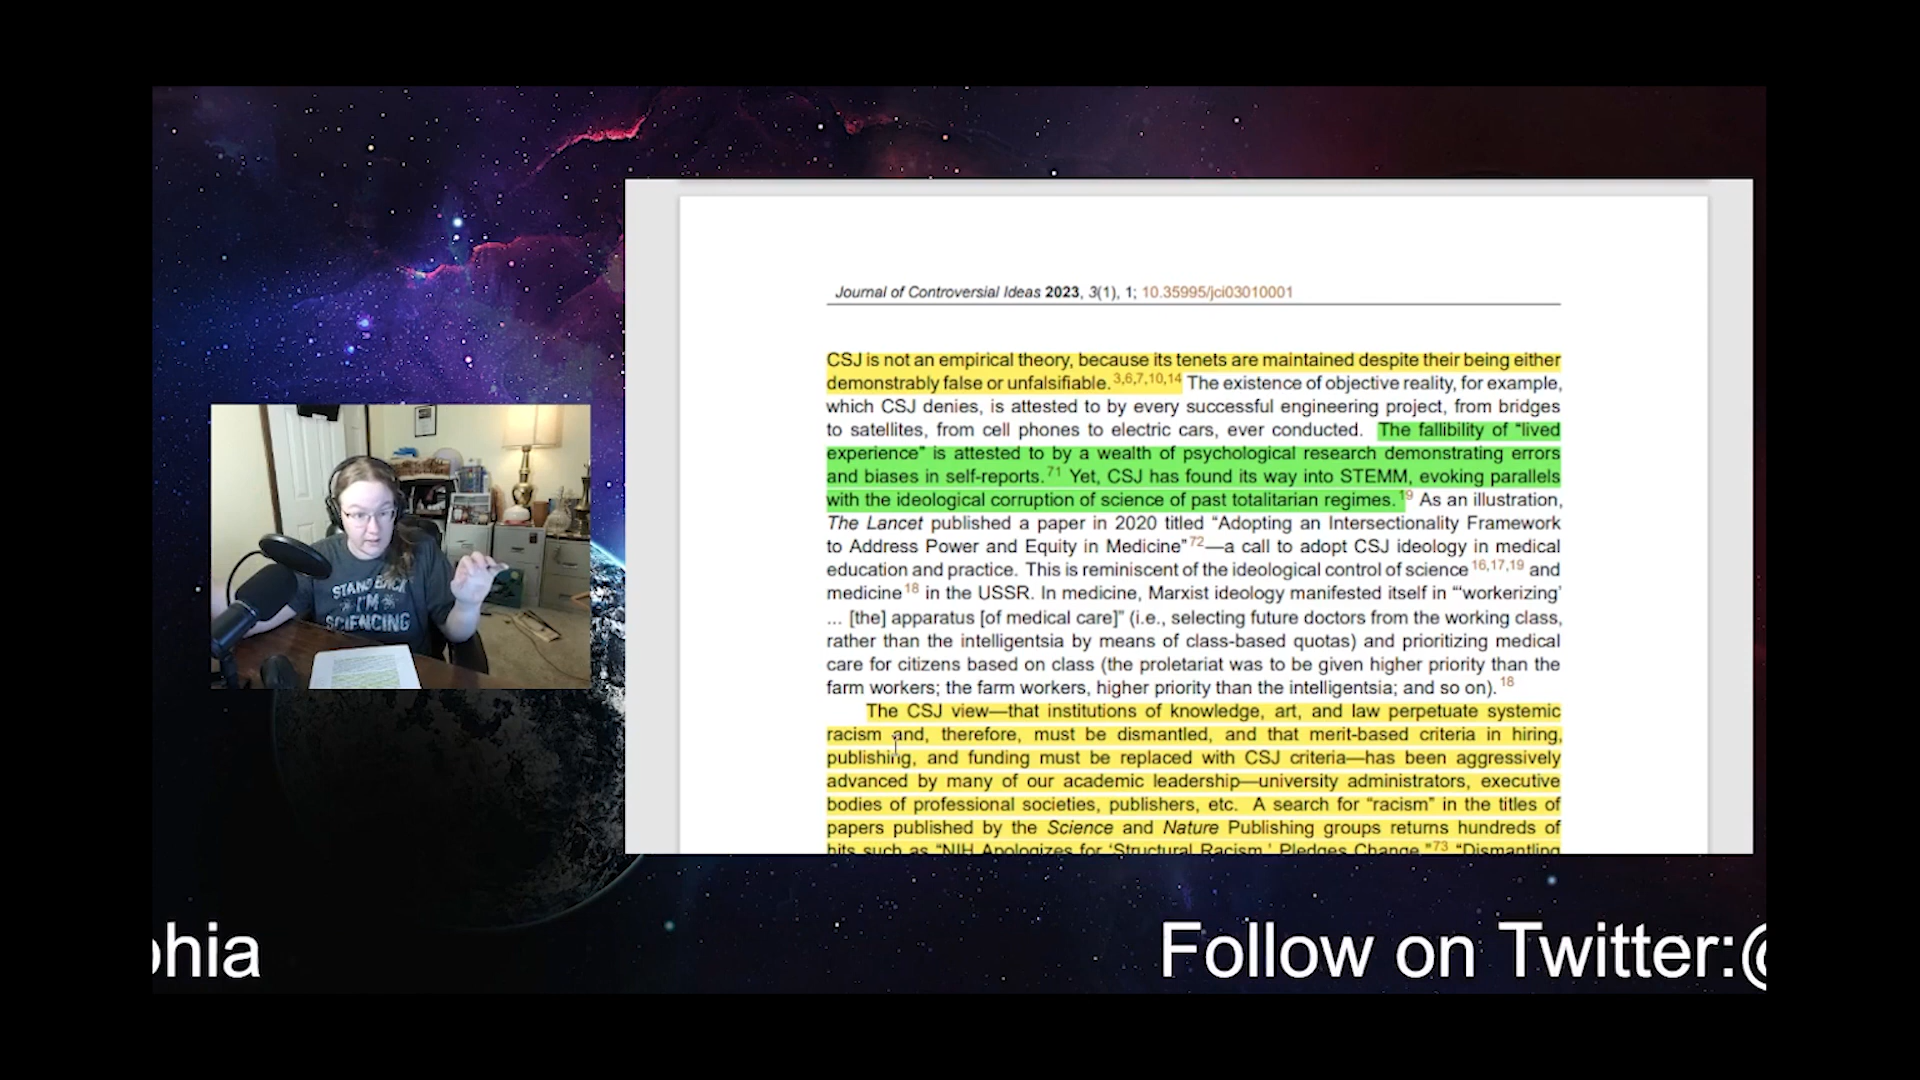 Journal of Controversial Ideas 2023, 3(1), 1; 10.35995/jci03010001
CSJ is not an empirical theory, because its tenets are maintained despite their being either
demonstrably false or unfalsifiable.3,6,7,10,14 The existence of objective reality, for example,
which CSJ denies, is attested to by every successful engineering project, from bridges
to satellites, from cell phones to electric cars, ever conducted. The fallibility of “lived
experience” is attested to by a wealth of psychological research demonstrating errors
and biases in self-reports.71 Yet, CSJ has found its way into STEMM, evoking parallels
with the ideological corruption of science of past totalitarian regimes.19 As an illustration,
The Lancet published a paper in 2020 titled “Adopting an Intersectionality Framework
to Address Power and Equity in Medicine”72—a call to adopt CSJ ideology in medical
education and practice. This is reminiscent of the ideological control of science16,17,19 and
medicine18 in the USSR. In medicine, Marxist ideology manifested itself in “‘workerizing’
... [the] apparatus [of medical care]” (i.e., selecting future doctors from the working class,
rather than the intelligentsia by means of class-based quotas) and prioritizing medical
care for citizens based on class (the proletariat was to be given higher priority than the
farm workers; the farm workers, higher priority than the intelligentsia; and so on).18
The CSJ view—that institutions of knowledge, art, and law perpetuate systemic
racism and, therefore, must be dismantled, and that merit-based criteria in hiring,
publishing, and funding must be replaced with CSJ criteria—has been aggressively
advanced by many of our academic leadership—university administrators, executive
bodies of professional societies, publishers, etc. A search for “racism” in the titles of
papers published by the Science and Nature Publishing groups returns hundreds of
hits such as “NIH Apologizes for ‘Structural Racism,’ Pledges Change,”73 “Dismantling
STAND BACK
I'M
SCIENCING
phia
Follow on Twitter:@